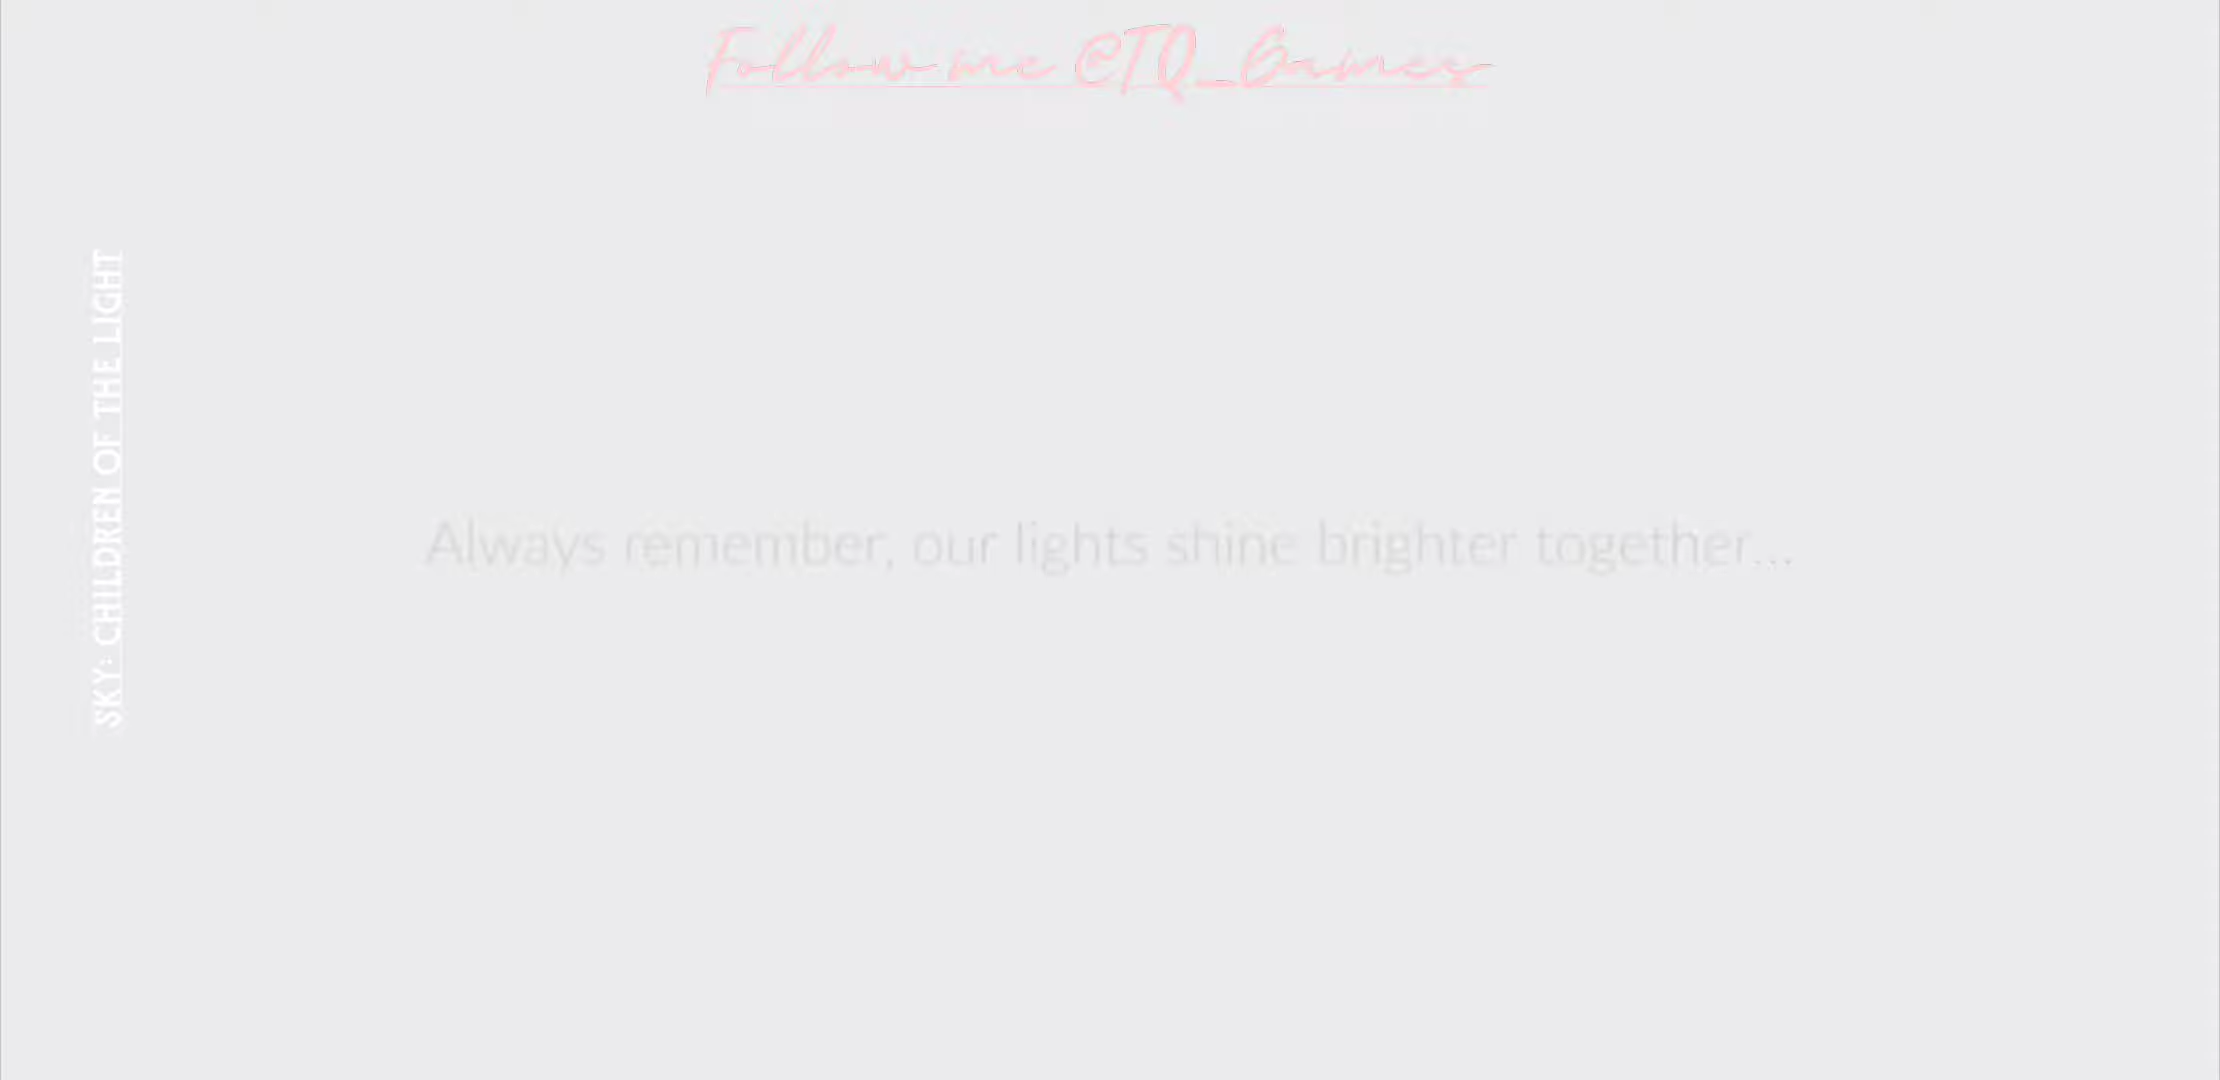 Follow me @TQ_Games
SKY: CHILDREN OF THE LIGHT
Always remember, our lights shine brighter together...